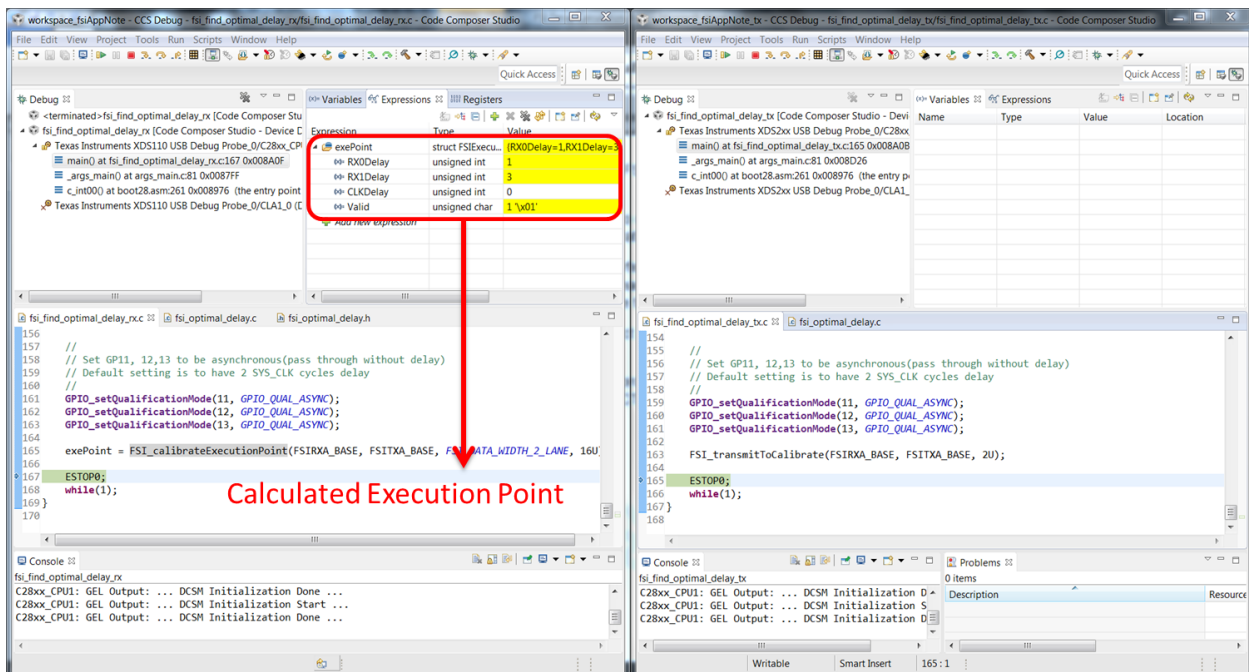 workspace_fsiAppNote - CCS Debug - fsi_find_optimal_delay_rx/fsi_find_optimal_delay_rx.c - Code Composer Studio
File Edit View Project Tools Run Scripts Window Help
Quick Access
Debug
<terminated>fsi_find_optimal_delay_rx [Code Composer Stu
fsi_find_optimal_delay_rx [Code Composer Studio - Device D
Texas Instruments XDS110 USB Debug Probe_0/C28xx_CPU
main() at fsi_find_optimal_delay_rx.c:167 0x008A0F
_args_main() at args_main.c:81 0x0087FF
_c_int00() at boot28.asm:261 0x008976 (the entry point
Texas Instruments XDS110 USB Debug Probe_0/CLA1_0 (D
Variables Expressions Registers
Expression Type Value
exePoint struct FSIExecu... {RX0Delay=1,RX1Delay=3
RX0Delay unsigned int 1
RX1Delay unsigned int 3
CLKDelay unsigned int 0
Valid unsigned char 1 '\x01'
Add new expression
fsi_find_optimal_delay_rx.c fsi_optimal_delay.c fsi_optimal_delay.h
156
157 //
158 // Set GP11, 12,13 to be asynchronous(pass through without delay)
159 // Default setting is to have 2 SYS_CLK cycles delay
160 //
161 GPIO_setQualificationMode(11, GPIO_QUAL_ASYNC);
162 GPIO_setQualificationMode(12, GPIO_QUAL_ASYNC);
163 GPIO_setQualificationMode(13, GPIO_QUAL_ASYNC);
164
165 exePoint = FSI_calibrateExecutionPoint(FSIRXA_BASE, FSITXA_BASE, FSI_DATA_WIDTH_2_LANE, 16U)
166
167 ESTOP0;
168 while(1);
169 }
170
Calculated Execution Point
Console
fsi_find_optimal_delay_rx
C28xx_CPU1: GEL Output: ... DCSM Initialization Done ...
C28xx_CPU1: GEL Output: ... DCSM Initialization Start ...
C28xx_CPU1: GEL Output: ... DCSM Initialization Done ...
workspace_fsiAppNote_tx - CCS Debug - fsi_find_optimal_delay_tx/fsi_find_optimal_delay_tx.c - Code Composer Studio
File Edit View Project Tools Run Scripts Window Help
Quick Access
Debug
fsi_find_optimal_delay_tx [Code Composer Studio - Devi
Texas Instruments XDS2xx USB Debug Probe_0/C28xx
main() at fsi_find_optimal_delay_tx.c:165 0x008A0B
_args_main() at args_main.c:81 0x008D26
c_int00() at boot28.asm:261 0x008976 (the entry p
Texas Instruments XDS2xx USB Debug Probe_0/CLA1_
Variables Expressions
Name Type Value Location
fsi_find_optimal_delay_tx.c fsi_optimal_delay.c
154
155 //
156 // Set GP11, 12,13 to be asynchronous(pass through without delay)
157 // Default setting is to have 2 SYS_CLK cycles delay
158 //
159 GPIO_setQualificationMode(11, GPIO_QUAL_ASYNC);
160 GPIO_setQualificationMode(12, GPIO_QUAL_ASYNC);
161 GPIO_setQualificationMode(13, GPIO_QUAL_ASYNC);
162
163 FSI_transmitToCalibrate(FSIRXA_BASE, FSITXA_BASE, 2U);
164
165 ESTOP0;
166 while(1);
167 }
168
Console
fsi_find_optimal_delay_tx
C28xx_CPU1: GEL Output: ... DCSM Initialization D
C28xx_CPU1: GEL Output: ... DCSM Initialization S
C28xx_CPU1: GEL Output: ... DCSM Initialization D
Problems
0 items
Description Resource
Writable Smart Insert 165 : 1